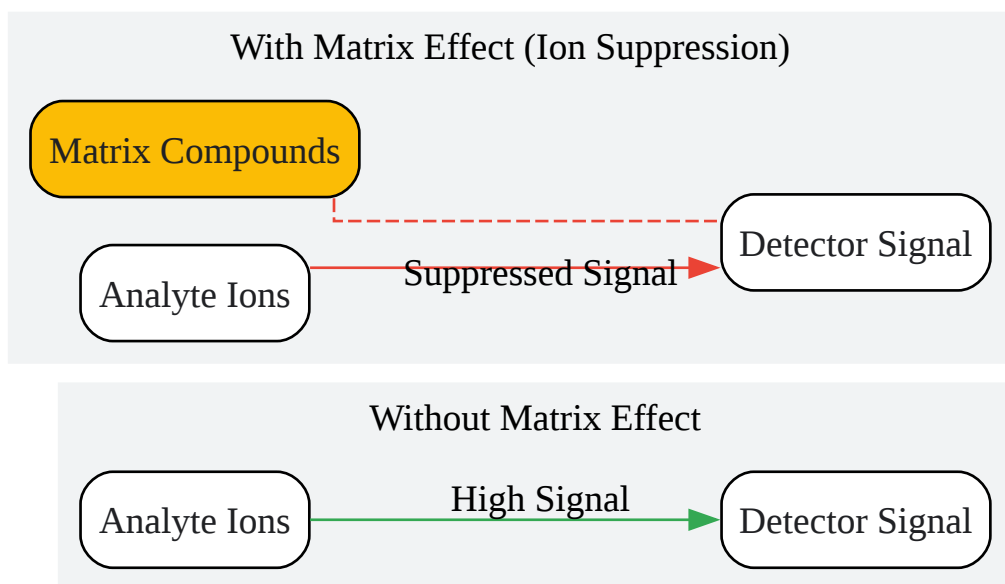 With Matrix Effect (Ion Suppression)
Matrix Compounds
Detector Signal
Suppressed Signal
Analyte Ions
Without Matrix Effect
Analyte Ions
High Signal
Detector Signal